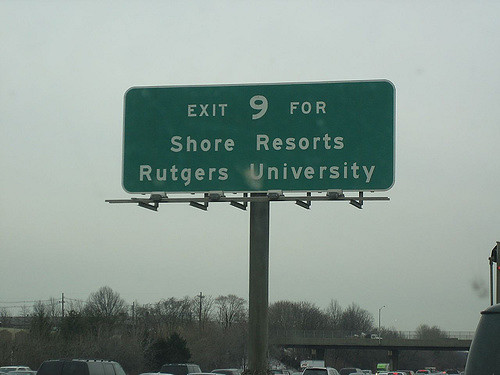 EXIT 9 FOR
Shore Resorts
Rutgers University